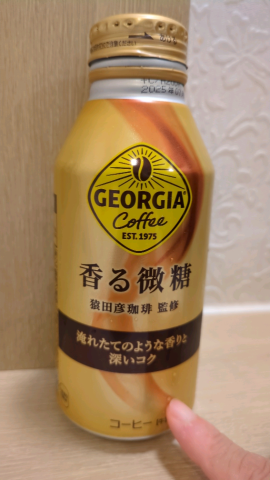 GEORGIA
Coffee
EST. 1975
香る微糖
猿田彦珈琲 監修
淹れたてのような香りと
深いコク
コーヒー